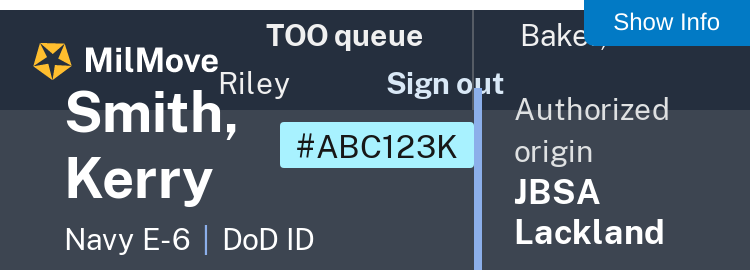 Show Info
TOO queue
Baker,
MilMove
Riley
Sign out
Smith,
Kerry
#ABC123K
Navy E-6 | DoD ID
Authorized
origin
JBSA
Lackland